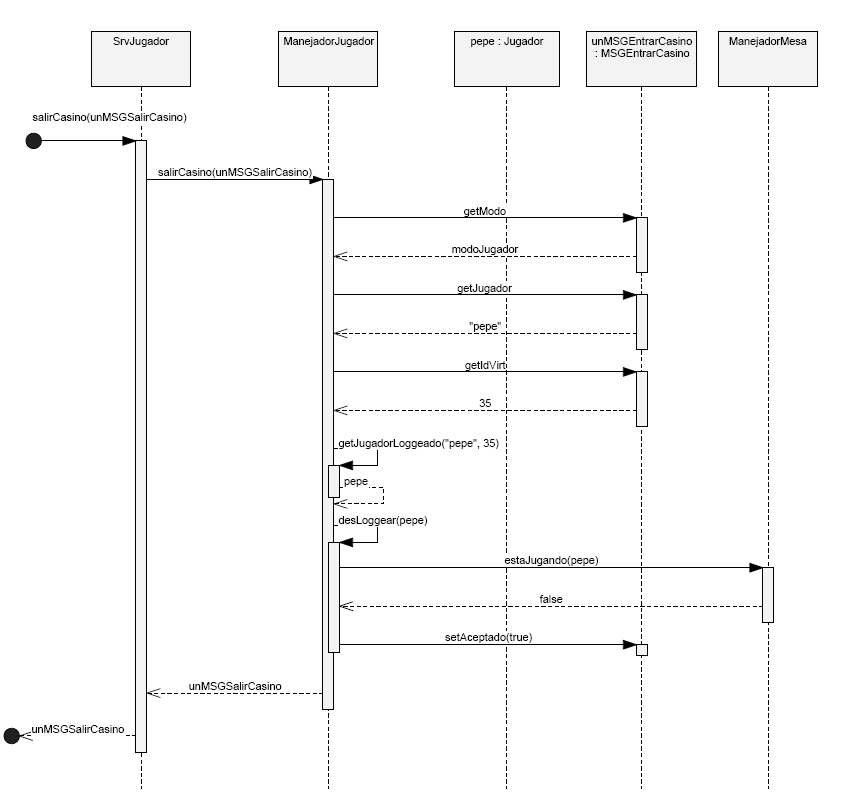 SrvJugador
ManejadorJugador
pepe : Jugador
unMSGEntrarCasino
: MSGEntrarCasino
ManejadorMesa
salirCasino(unMSGSalirCasino)
salirCasino(unMSGSalirCasino)
getModo
modoJugador
getJugador
"pepe"
getIdVirt
35
getJugadorLoggeado("pepe", 35)
pepe
desLoggear(pepe)
estaJugando(pepe)
false
setAceptado(true)
unMSGSalirCasino
unMSGSalirCasino